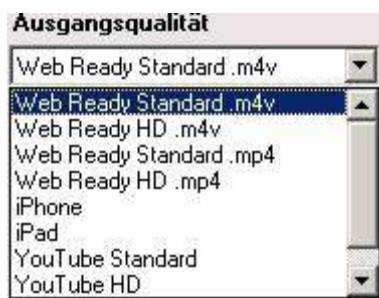 Ausgangsqualität
Web Ready Standard .m4v
Web Ready Standard .m4v
Web Ready HD .m4v
Web Ready Standard .mp4
Web Ready HD .mp4
iPhone
iPad
YouTube Standard
YouTube HD